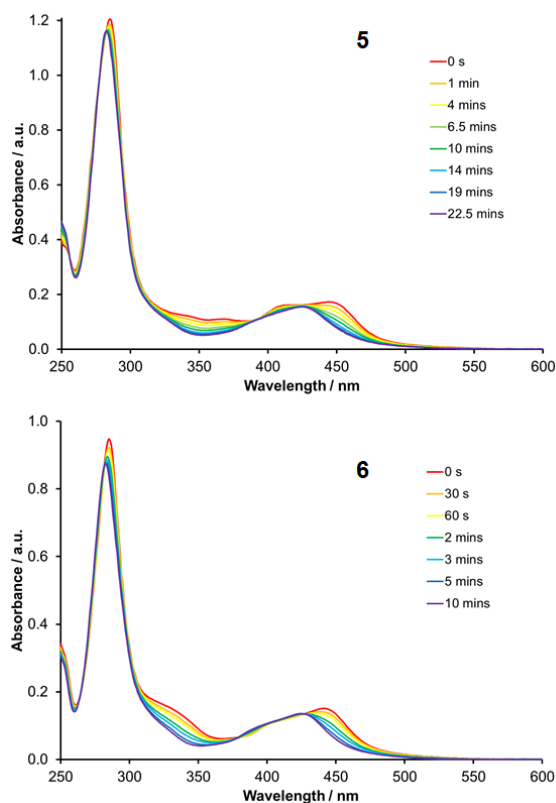 5
0 s
1 min
4 mins
6.5 mins
10 mins
14 mins
19 mins
22.5 mins
Absorbance / a.u.
1.2
1.0
0.8
0.6
0.4
0.2
0.0
250 300 350 400 450 500 550 600
Wavelength / nm
6
0 s
30 s
60 s
2 mins
3 mins
5 mins
10 mins
Absorbance / a.u.
1.0
0.8
0.6
0.4
0.2
0.0
250 300 350 400 450 500 550 600
Wavelength / nm